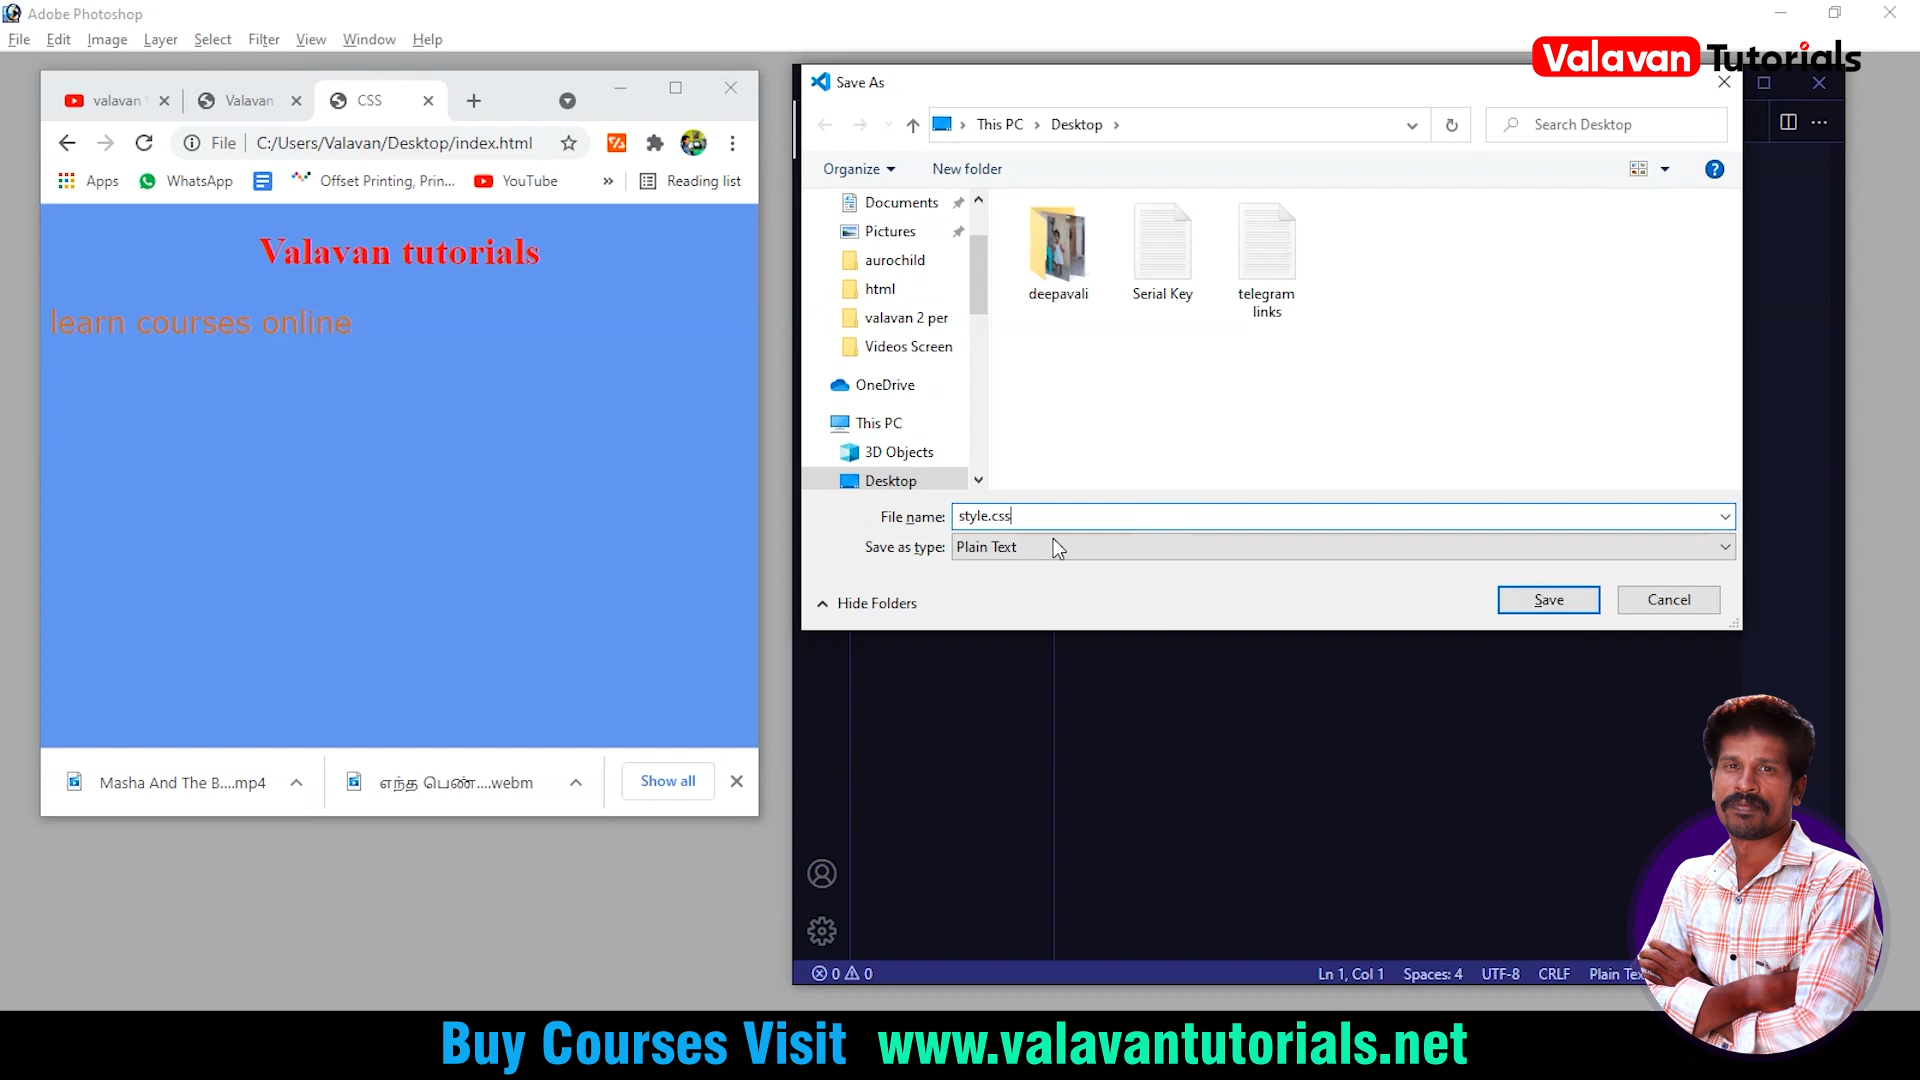 Adobe Photoshop
File Edit Image Layer Select Filter View Window Help
Valavan Tutorials
valavan
Valavan
CSS
File C:/Users/Valavan/Desktop/index.html
Apps WhatsApp Offset Printing, Prin... YouTube » Reading list
Valavan tutorials
learn courses online
Masha And The B....mp4
எந்த பெண்....webm
Show all
Save As
This PC › Desktop ›
Search Desktop
Organize New folder
Documents
Pictures
aurochild
html
valavan 2 per
Videos Screen
OneDrive
This PC
3D Objects
Desktop
deepavali
Serial Key
telegram
links
File name: style.css
Save as type: Plain Text
Hide Folders
Save Cancel
0 0
Ln 1, Col 1 Spaces: 4 UTF-8 CRLF Plain
Buy Courses Visit www.valavantutorials.net